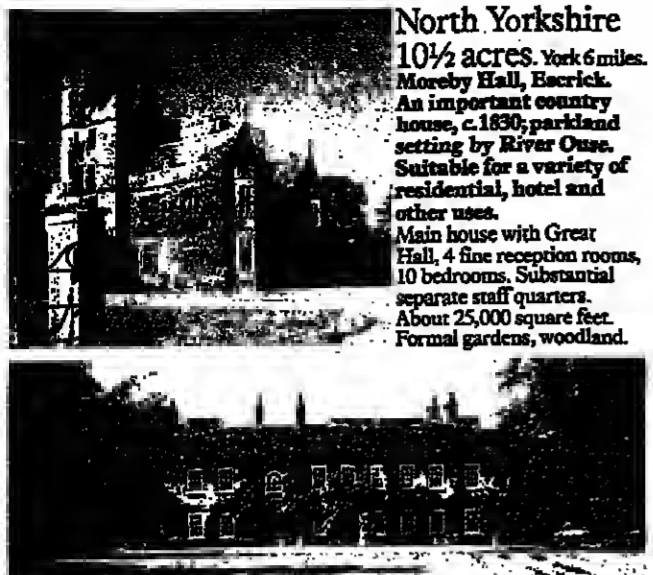 North Yorkshire
10½ acres. York 6 miles.
Moreby Hall, Escrick.
An important country
house, c.1830; parkland
setting by River Ouse.
Suitable for a variety of
residential, hotel and
other uses.
Main house with Great
Hall, 4 fine reception rooms,
10 bedrooms. Substantial
separate staff quarters.
About 25,000 square feet.
Formal gardens, woodland.